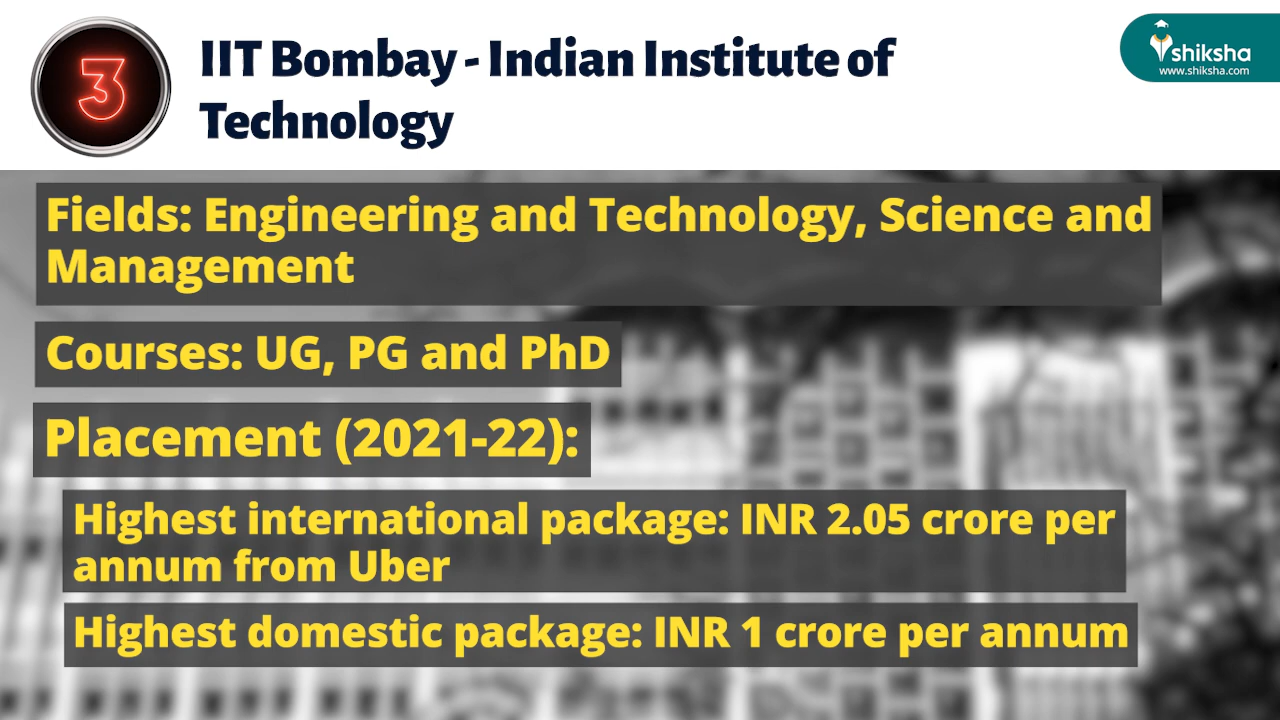 3
IIT Bombay - Indian Institute of
Technology
shiksha
www.shiksha.com
Fields: Engineering and Technology, Science and
Management
Courses: UG, PG and PhD
Placement (2021-22):
Highest international package: INR 2.05 crore per
annum from Uber
Highest domestic package: INR 1 crore per annum